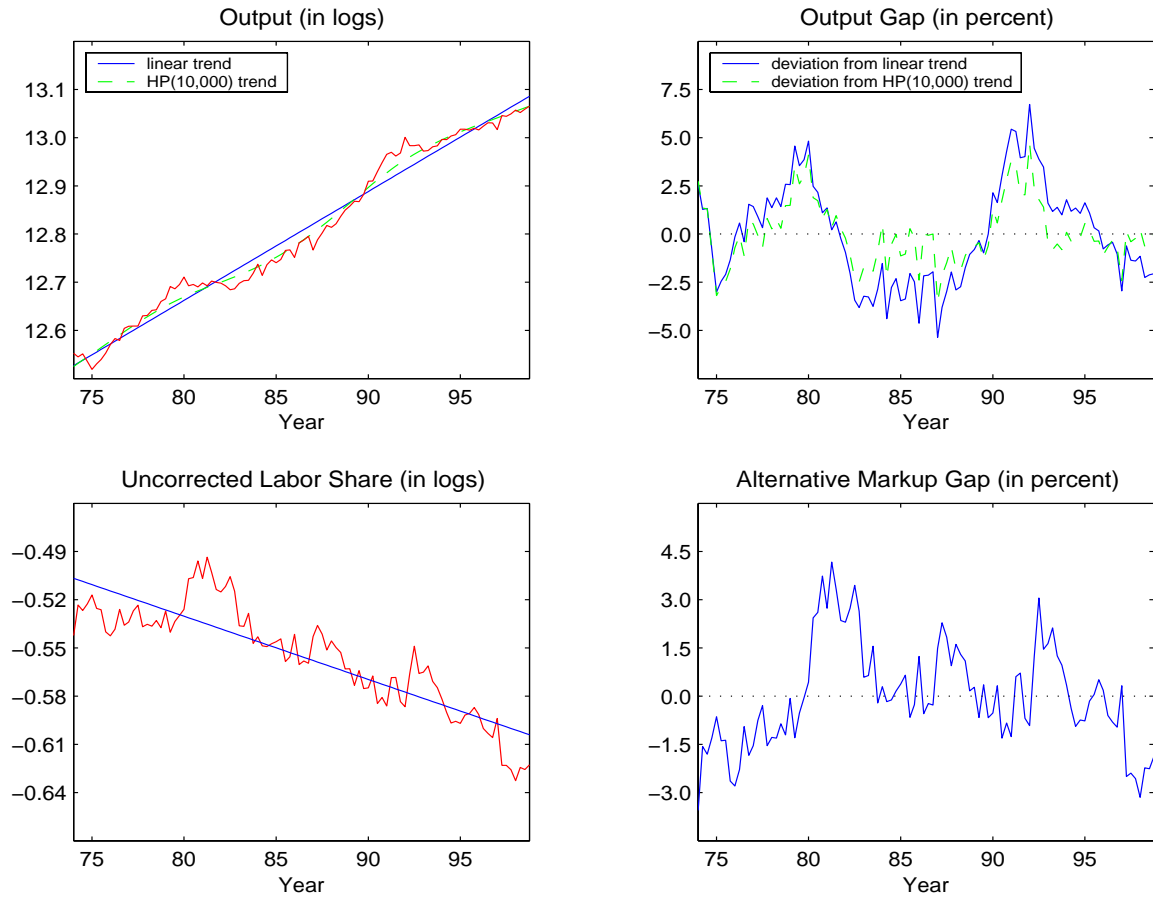 Output (in logs)
linear trend
HP(10,000) trend
13.1
13.0
12.9
12.8
12.7
12.6
75 80 85 90 95
Year
Output Gap (in percent)
deviation from linear trend
deviation from HP(10,000) trend
7.5
5.0
2.5
0.0
−2.5
−5.0
75 80 85 90 95
Year
Uncorrected Labor Share (in logs)
−0.49
−0.52
−0.55
−0.58
−0.61
−0.64
75 80 85 90 95
Year
Alternative Markup Gap (in percent)
4.5
3.0
1.5
0.0
−1.5
−3.0
75 80 85 90 95
Year